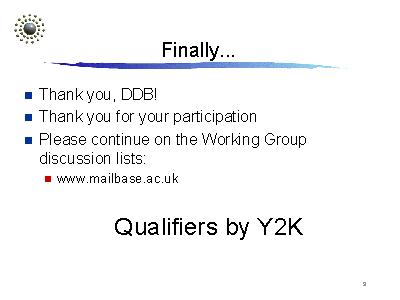 Finally...
Thank you, DDB!
Thank you for your participation
Please continue on the Working Group
discussion lists:
www.mailbase.ac.uk
Qualifiers by Y2K